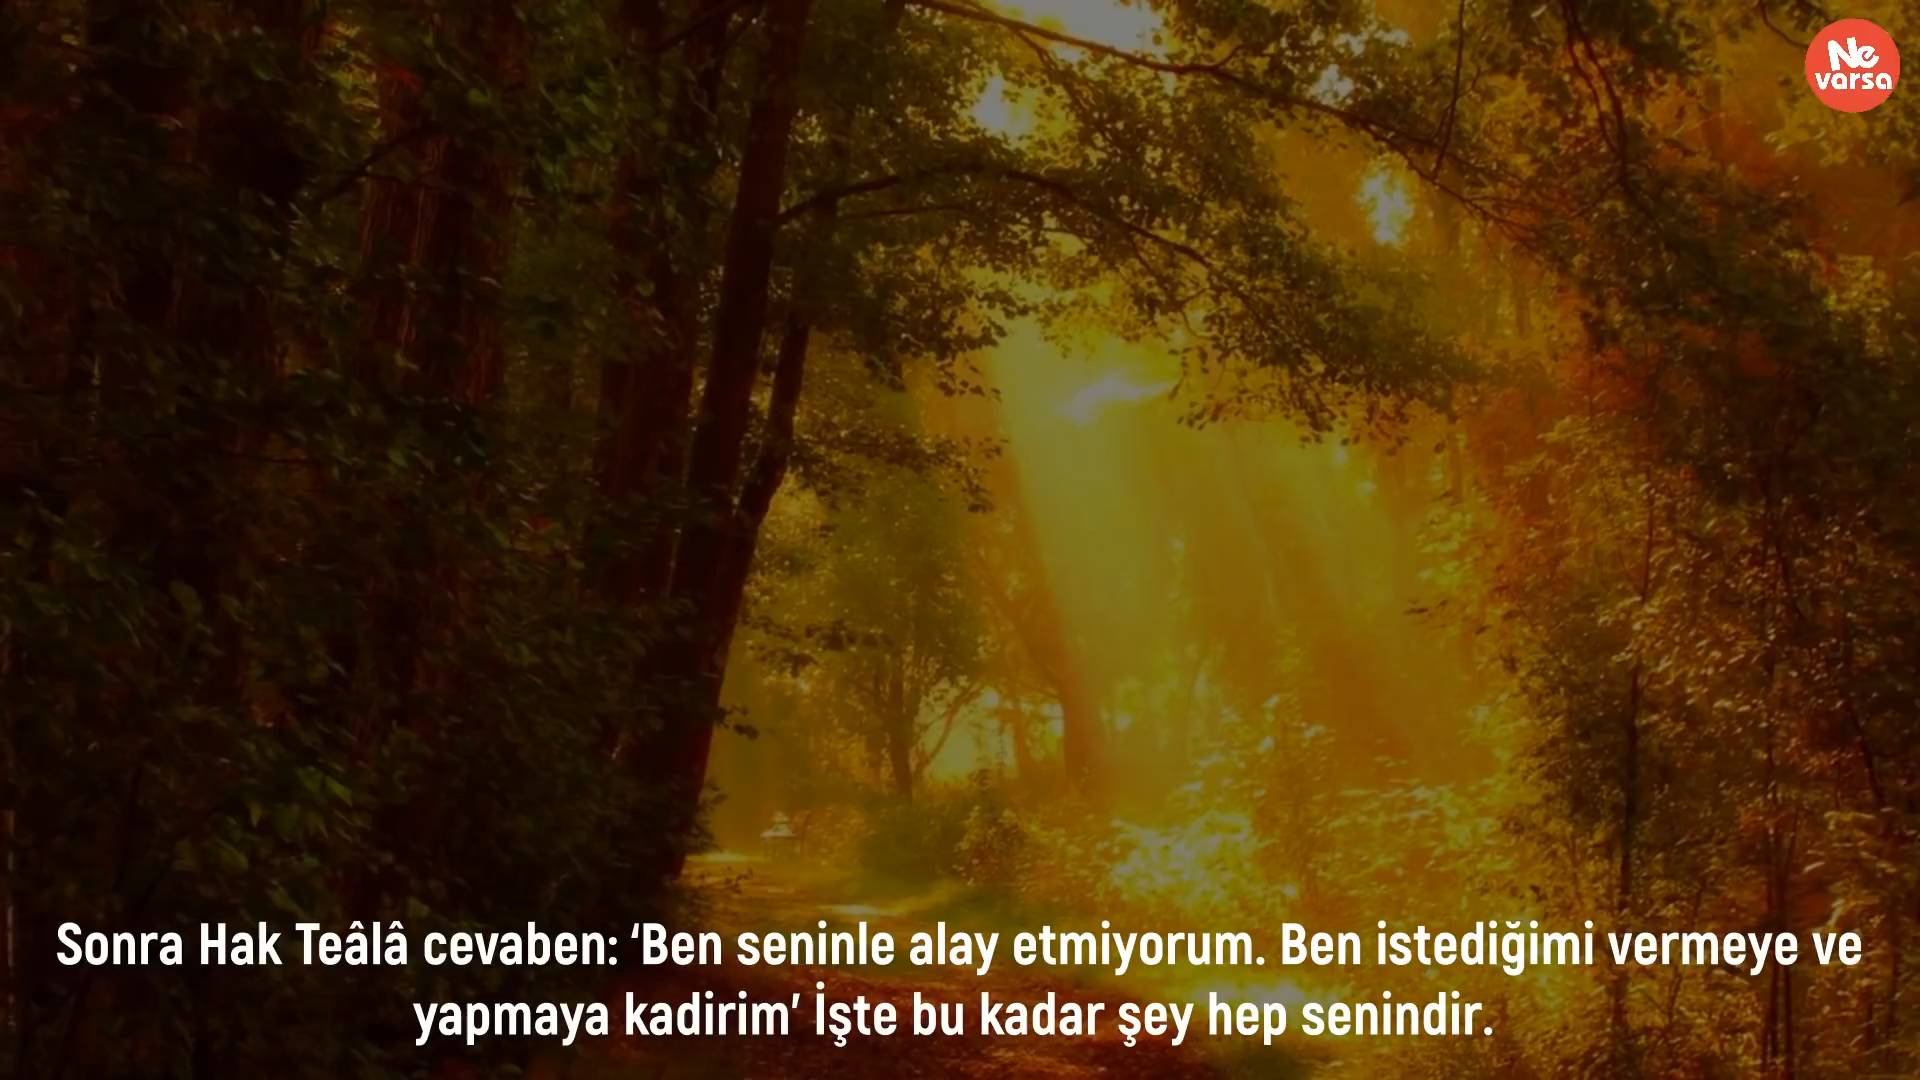 Ne
varsa
Sonra Hak Teâlâ cevaben: ‘Ben seninle alay etmiyorum. Ben istediğimi vermeye ve
yapmaya kadirim’ İşte bu kadar şey hep senindir.